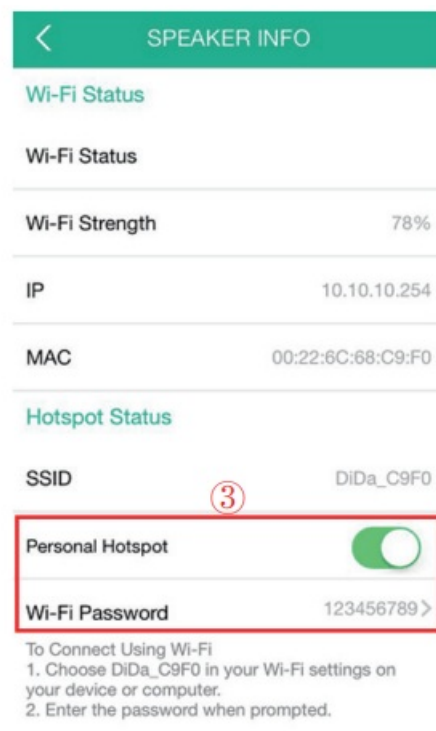 SPEAKER INFO
Wi-Fi Status
Wi-Fi Status
Wi-Fi Strength 78%
IP 10.10.10.254
MAC 00:22:6C:68:C9:F0
Hotspot Status
SSID DiDa_C9F0
③
Personal Hotspot
Wi-Fi Password 123456789
To Connect Using Wi-Fi
1. Choose DiDa_C9F0 in your Wi-Fi settings on
your device or computer.
2. Enter the password when prompted.